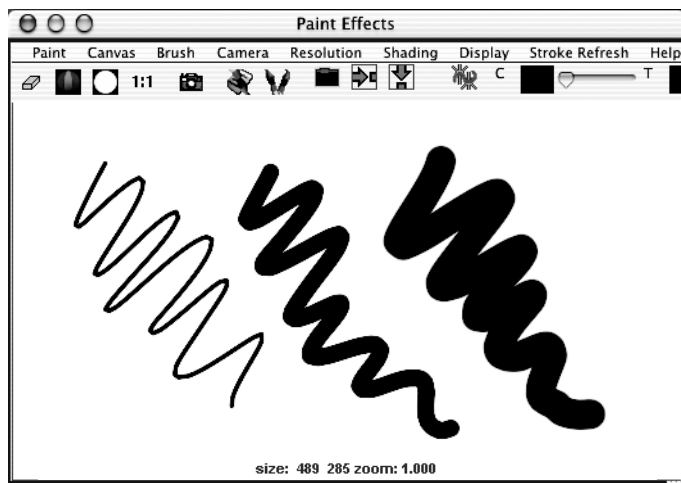 Paint Effects
Paint Canvas Brush Camera Resolution Shading Display Stroke Refresh Help
1:1 C T
size: 489 285 zoom: 1.000